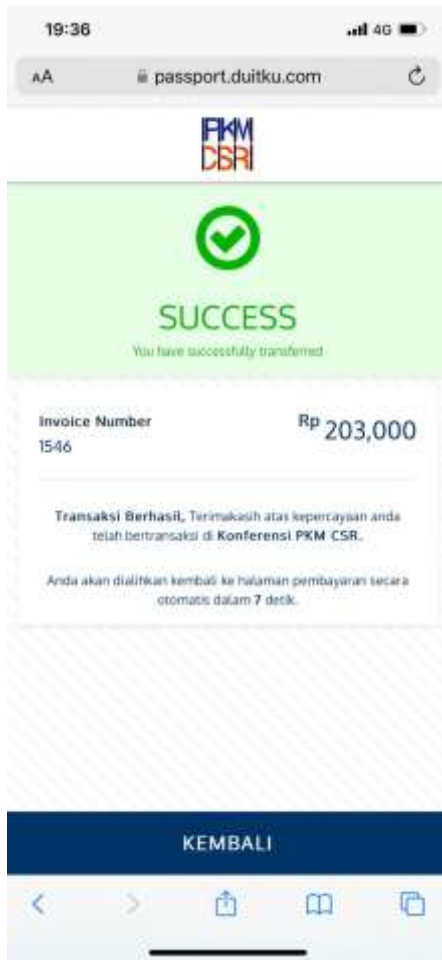 19:36
4G
AA
passport.duitku.com
PKM
CSR
SUCCESS
You have successfully transferred
Invoice Number
1546
Rp 203,000
Transaksi Berhasil, Terimakasih atas kepercayaan anda
telah bertransaksi di Konferensi PKM CSR.
Anda akan dialihkan kembali ke halaman pembayaran secara
otomatis dalam 7 detik.
KEMBALI